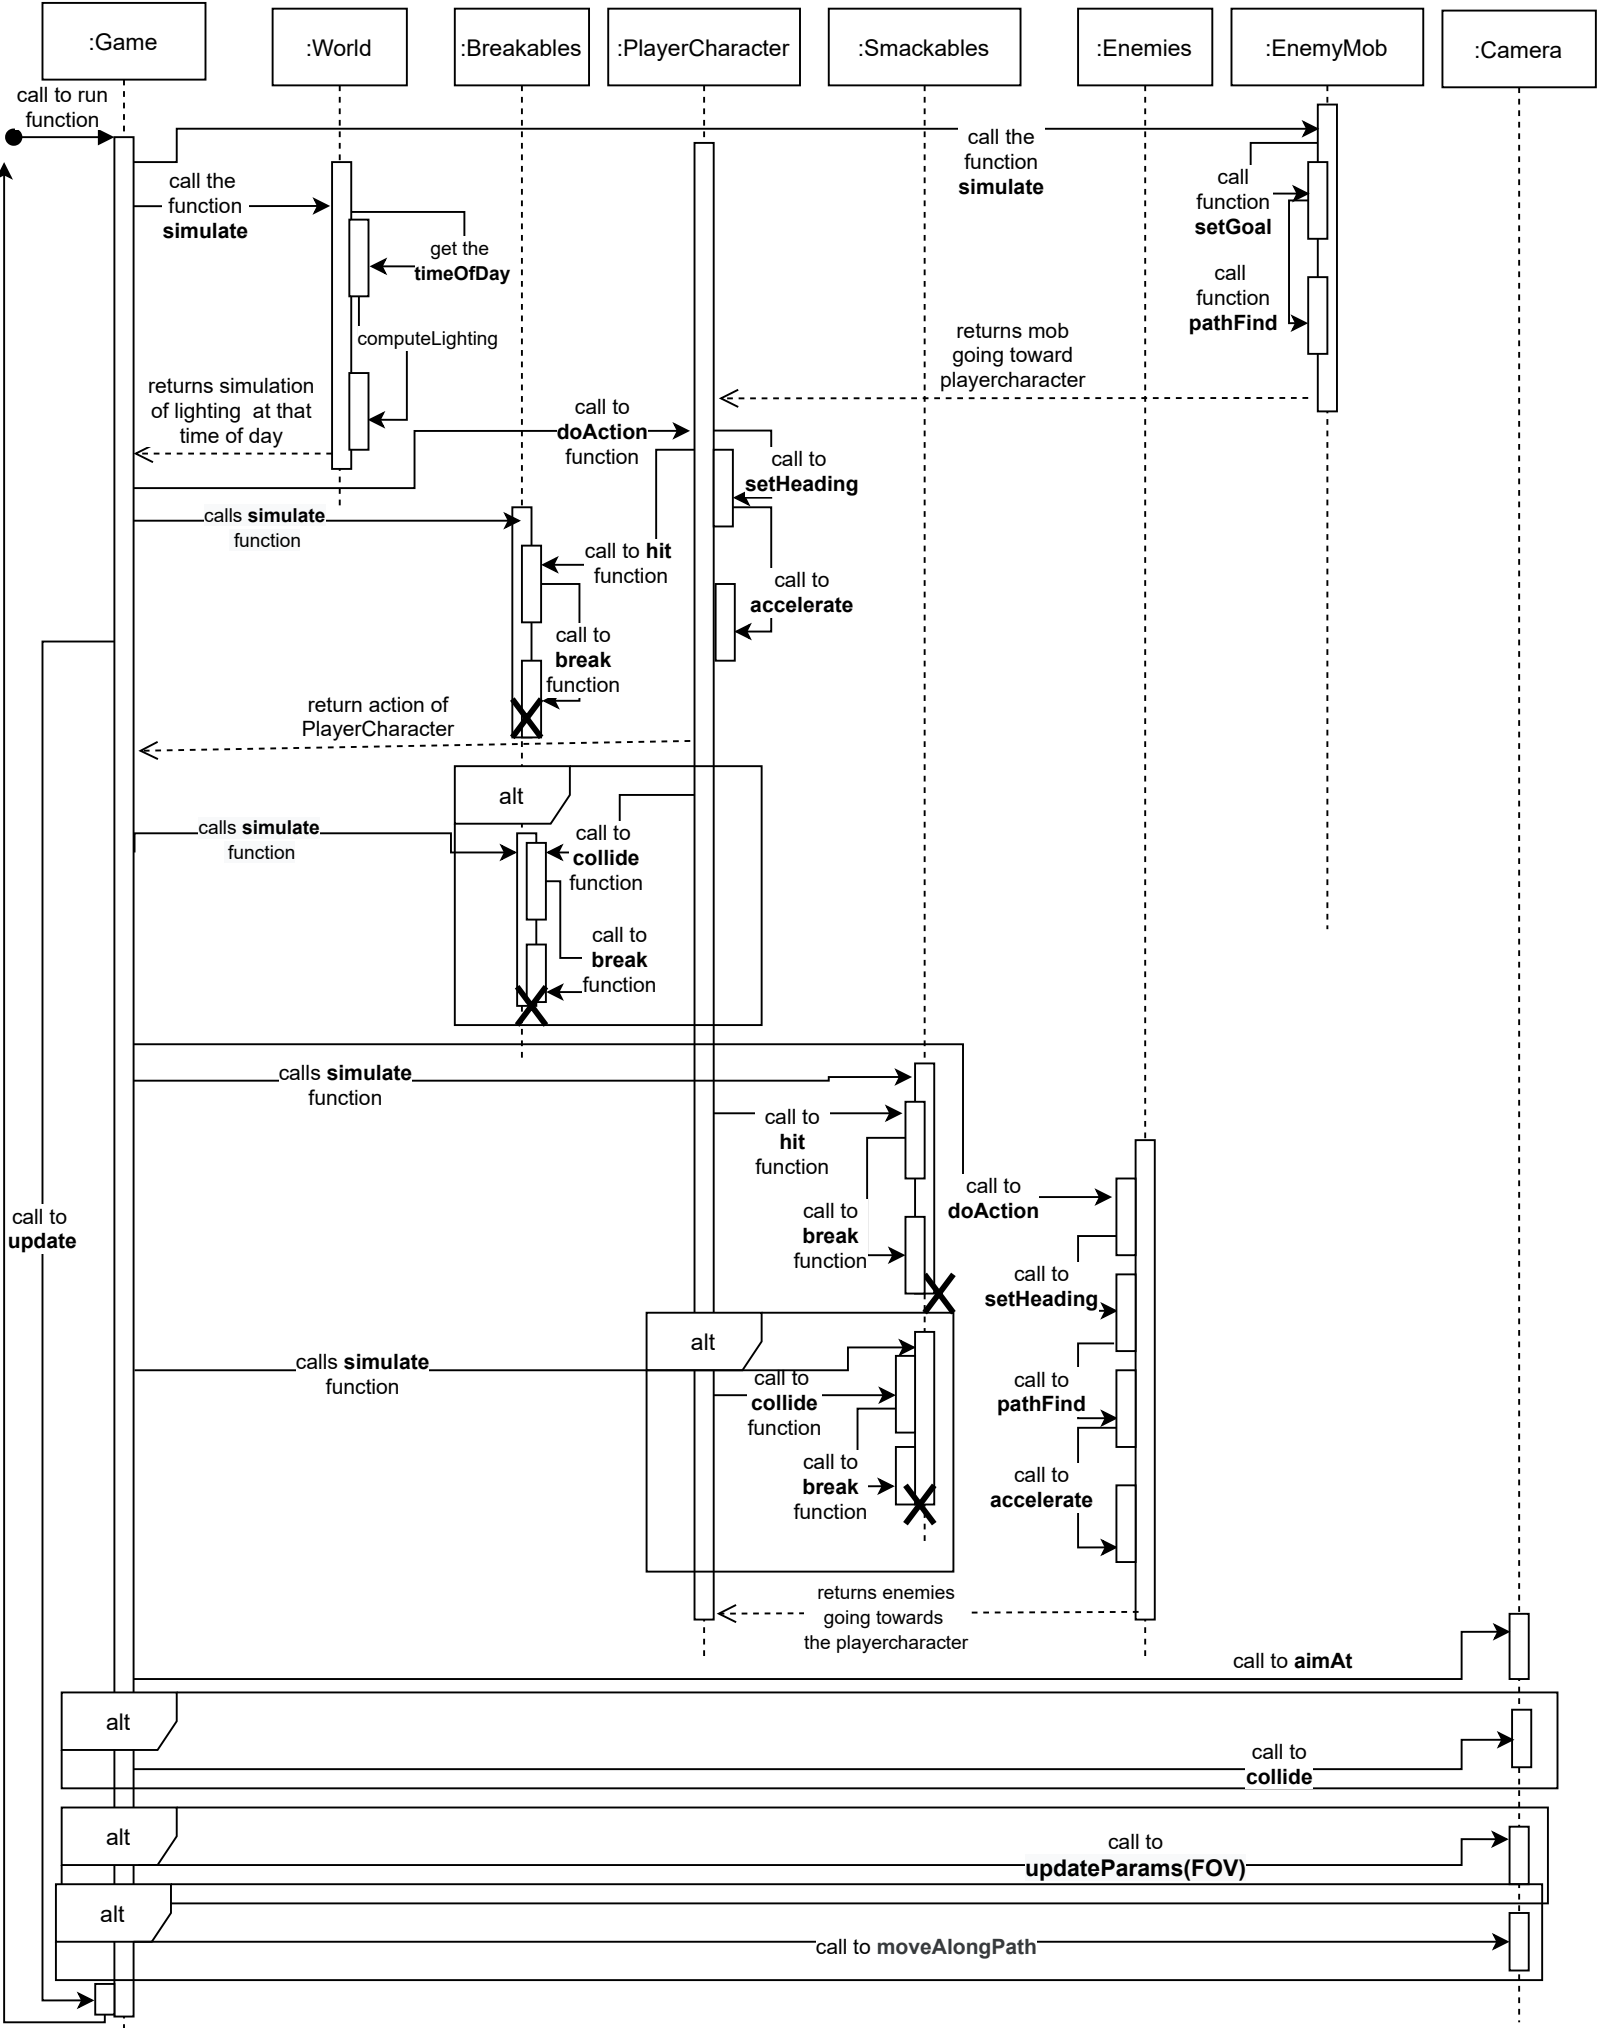 :Game
:World
:Breakables
:PlayerCharacter
:Smackables
:Enemies
:EnemyMob
:Camera
call to run
function
call the
function
simulate
call the
function
simulate
call
function
setGoal
get the
timeOfDay
call
function
pathFind
computeLighting
returns mob
going toward
playercharacter
returns simulation
of lighting at that
time of day
call to
doAction
function
call to
setHeading
calls simulate
function
call to hit
function
call to
accelerate
call to
break
function
return action of
PlayerCharacter
alt
calls simulate
function
call to
collide
function
call to
break
function
calls simulate
function
call to
hit
function
call to
doAction
call to
update
call to
break
function
call to
setHeading
alt
calls simulate
function
call to
collide
function
call to
pathFind
call to
break
function
call to
accelerate
returns enemies
going towards
the playercharacter
call to aimAt
alt
call to
collide
alt
call to
updateParams(FOV)
alt
call to moveAlongPath